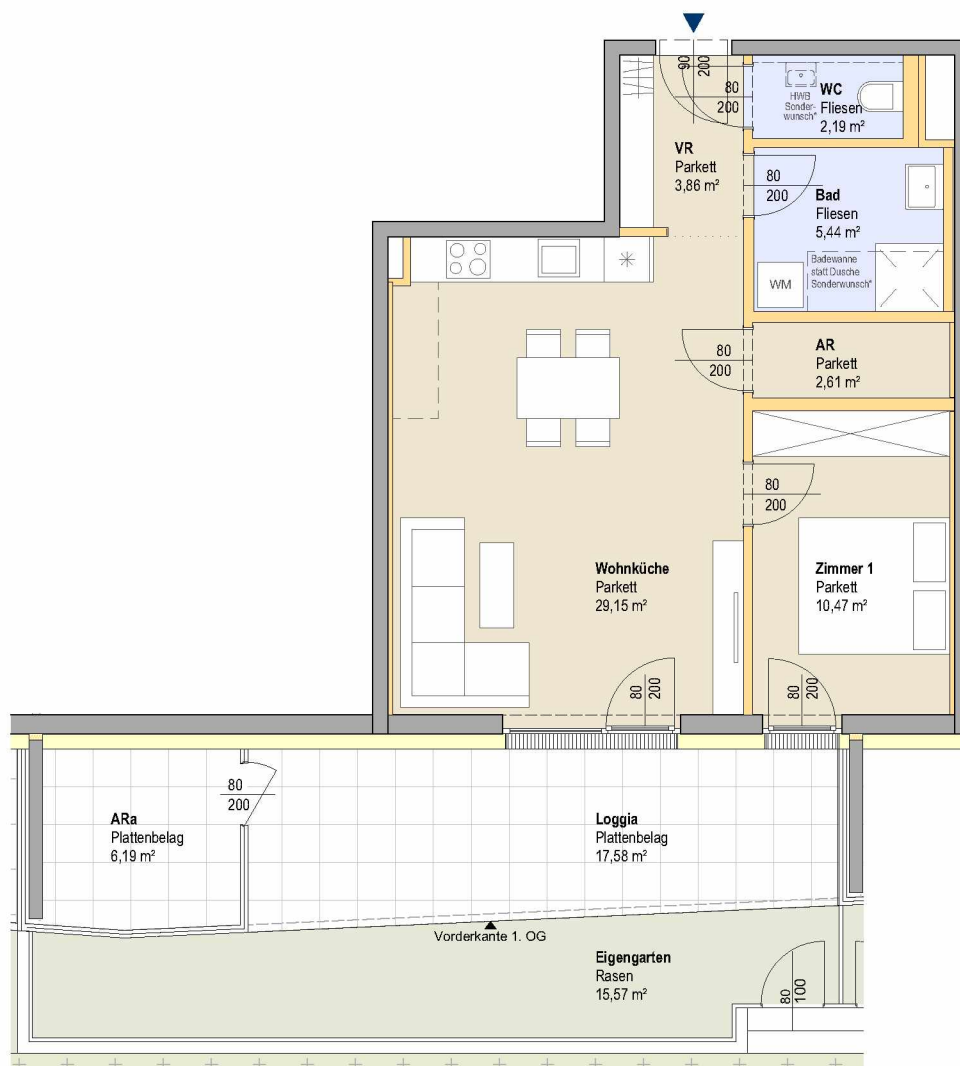 90
200
80
200
WC
Fliesen
2,19 m²
HWB
Sonder-
wunsch*
VR
Parkett
3,86 m²
80
200
Bad
Fliesen
5,44 m²
Badewanne
statt Dusche
Sonderwunsch*
WM
80
200
AR
Parkett
2,61 m²
80
200
Wohnküche
Parkett
29,15 m²
Zimmer 1
Parkett
10,47 m²
80
200
80
200
80
200
ARa
Plattenbelag
6,19 m²
Loggia
Plattenbelag
17,58 m²
Vorderkante 1. OG
Eigengarten
Rasen
15,57 m²
80
100